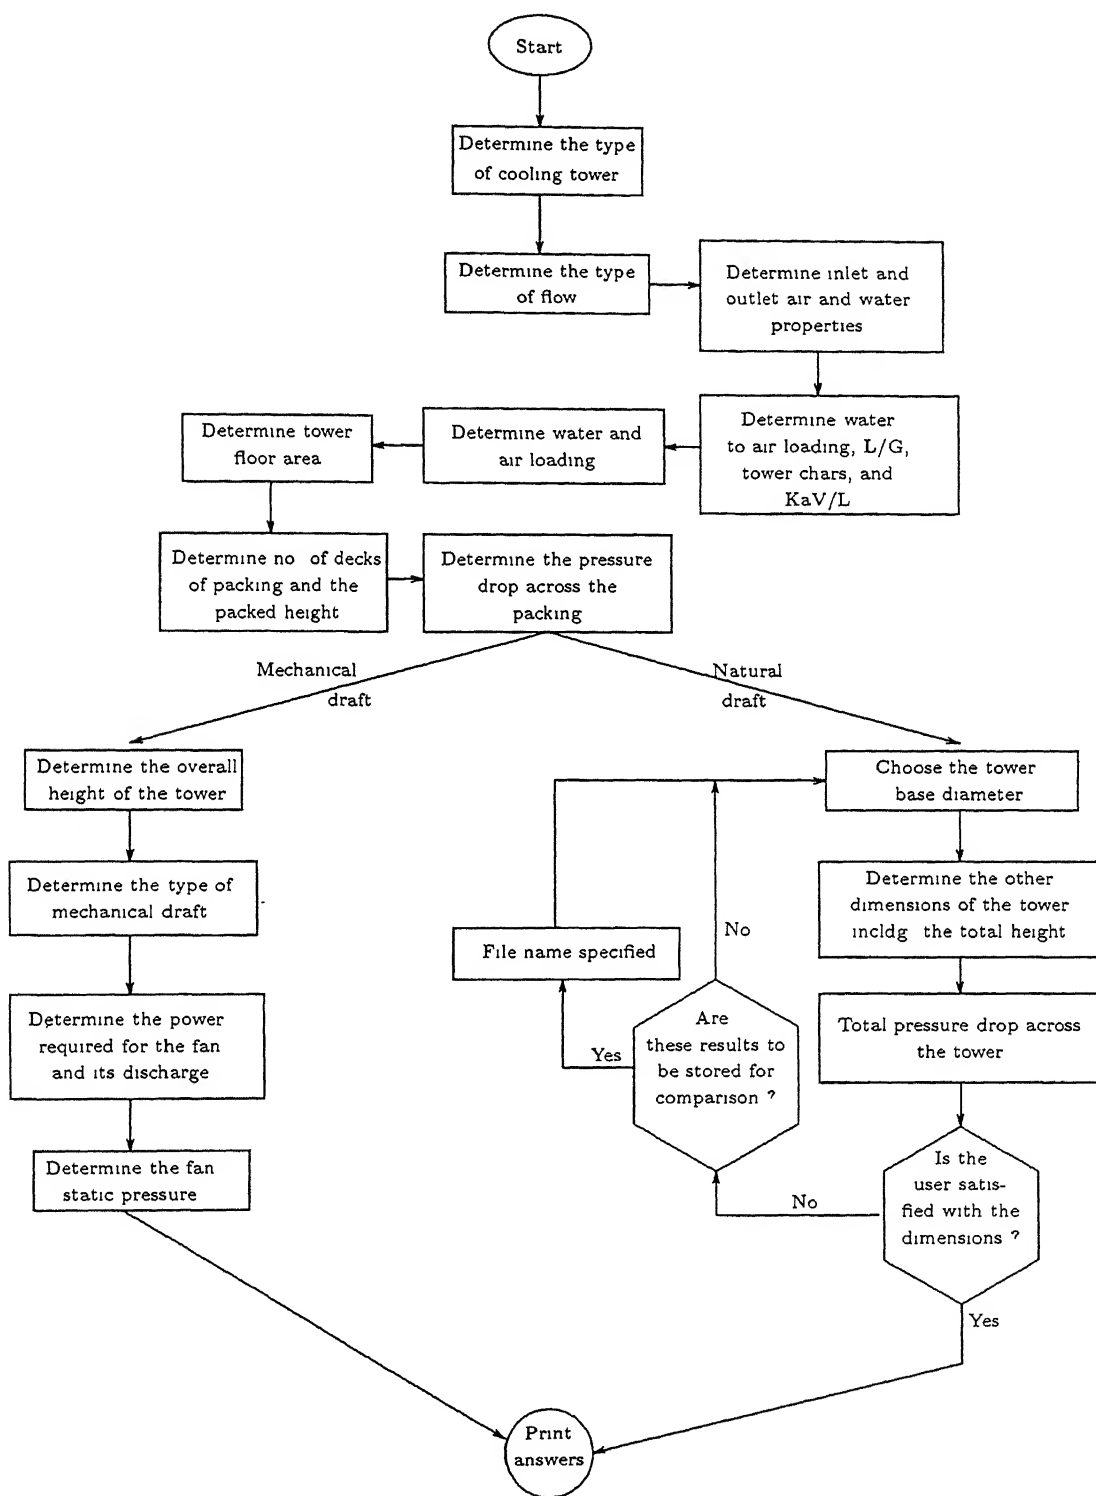 Start
Determine the type
of cooling tower
Determine the type
of flow
Determine inlet and
outlet air and water
properties
Determine water
to air loading, L/G,
tower chars, and
KaV/L
Determine water and
air loading
Determine tower
floor area
Determine no of decks
of packing and the
packed height
Determine the pressure
drop across the
packing
Mechanical
draft
Natural
draft
Determine the overall
height of the tower
Determine the type of
mechanical draft
Determine the power
required for the fan
and its discharge
Determine the fan
static pressure
Choose the tower
base diameter
Determine the other
dimensions of the tower
incldg the total height
Total pressure drop across
the tower
Is the
user satis-
fied with the
dimensions ?
No
Are
these results to
be stored for
comparison ?
Yes
File name specified
No
Yes
Print
answers